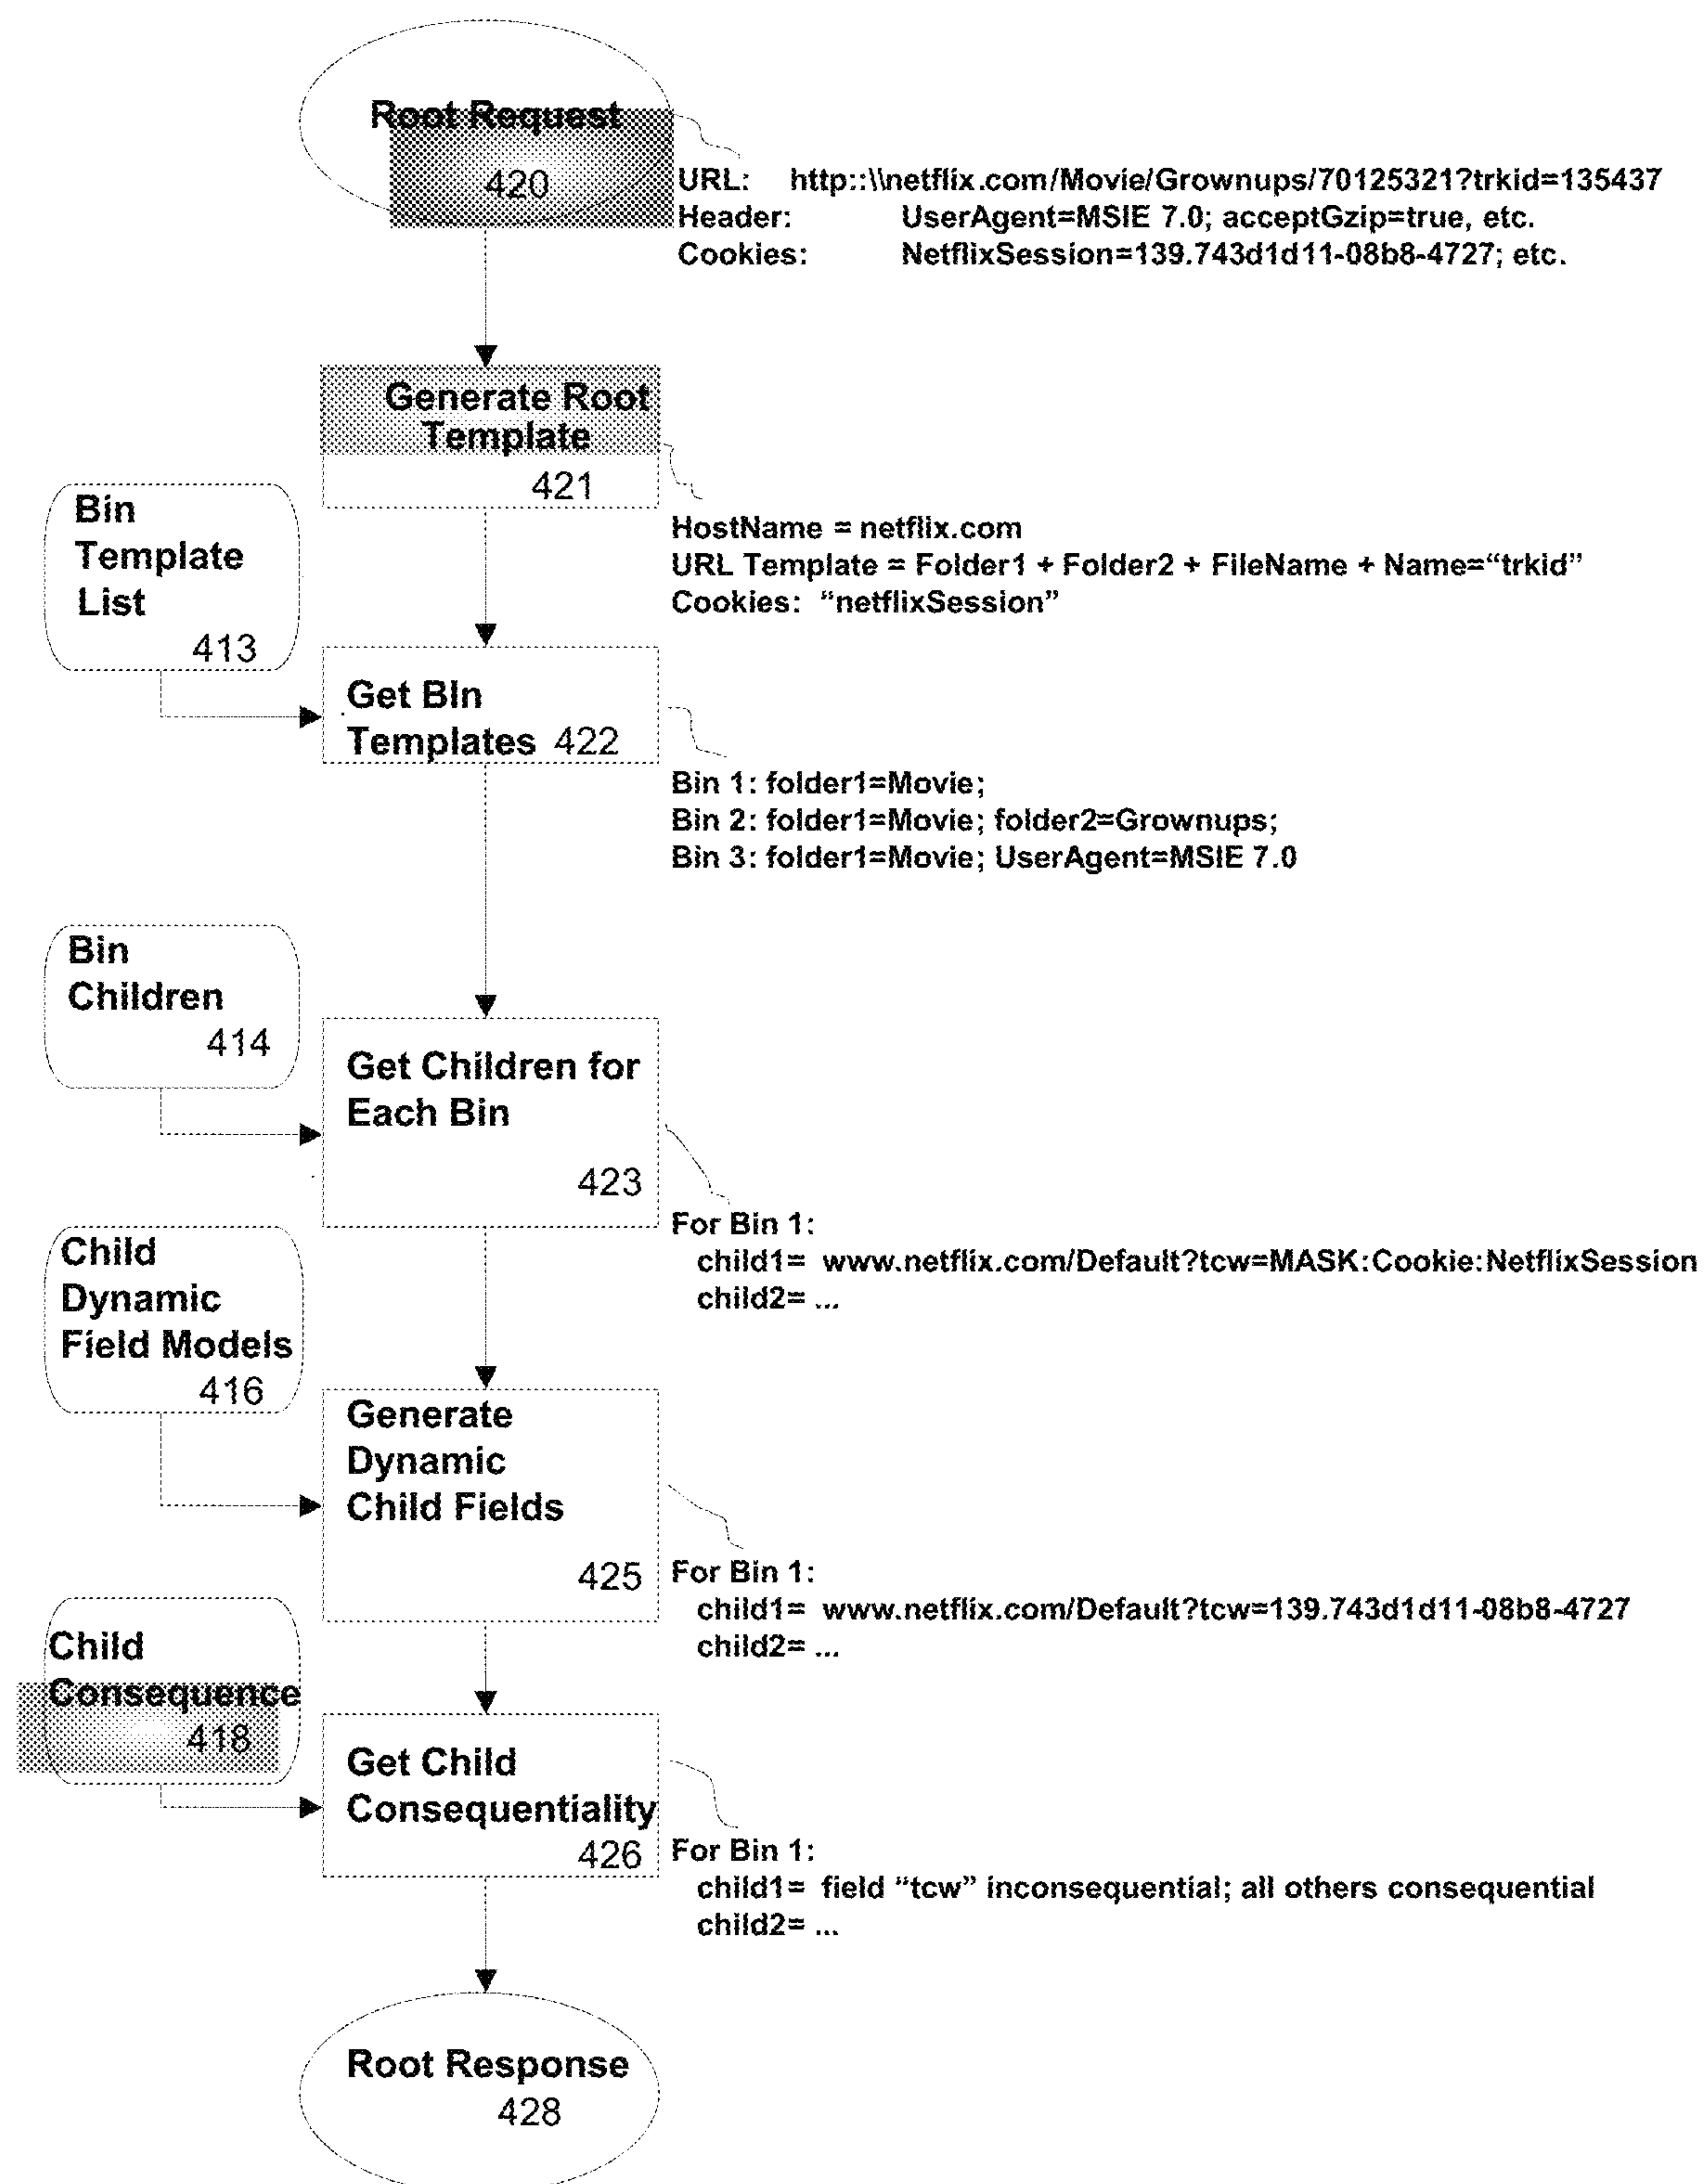 Root Request
420
URL: http::\\netflix.com/Movie/Grownups/70125321?trkid=135437
Header: UserAgent=MSIE 7.0; acceptGzip=true, etc.
Cookies: NetflixSession=139.743d1d11-08b8-4727; etc.
Generate Root
Template
421
HostName = netflix.com
URL Template = Folder1 + Folder2 + FileName + Name=“trkid”
Cookies: “netflixSession”
Bin
Template
List
413
Get BIn
Templates 422
Bin 1: folder1=Movie;
Bin 2: folder1=Movie; folder2=Grownups;
Bin 3: folder1=Movie; UserAgent=MSIE 7.0
Bin
Children
414
Get Children for
Each Bin
423
For Bin 1:
child1= www.netflix.com/Default?tcw=MASK:Cookie:NetflixSession
child2= ...
Child
Dynamic
Field Models
416
Generate
Dynamic
Child Fields
425
For Bin 1:
child1= www.netflix.com/Default?tcw=139.743d1d11-08b8-4727
child2= ...
Child
Consequence
418
Get Child
Consequentiality
426
For Bin 1:
child1= field “tcw” inconsequential; all others consequential
child2= ...
Root Response
428